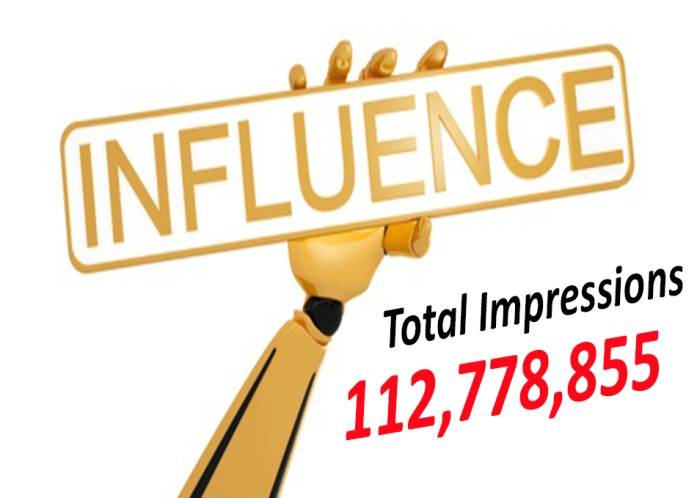 INFLUENCE
Total Impressions
112,778,855